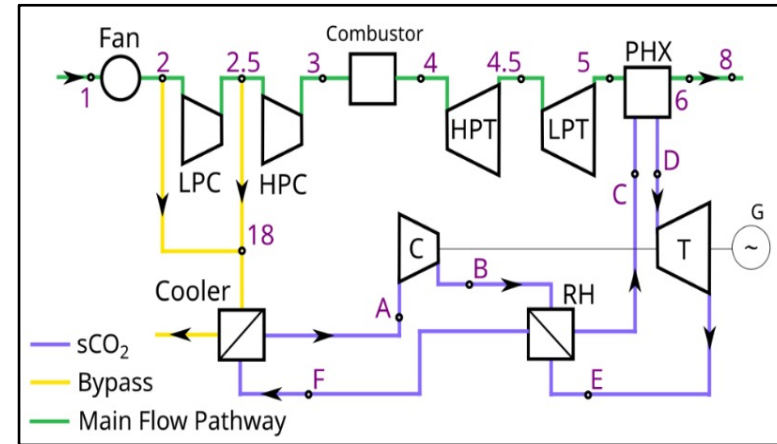 Fan
Combustor
PHX
1
2
2.5
3
4
4.5
5
6
8
LPC
HPC
HPT
LPT
C
D
18
G
C
T
~
Cooler
B
RH
A
F
E
sCO₂
Bypass
Main Flow Pathway